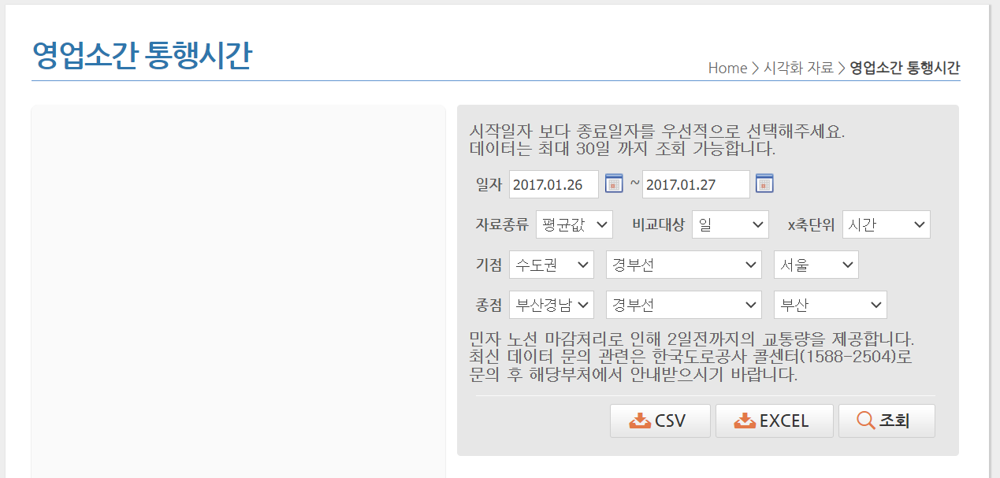 영업소간 통행시간
Home > 시각화 자료 > 영업소간 통행시간
시작일자 보다 종료일자를 우선적으로 선택해주세요.
데이터는 최대 30일 까지 조회 가능합니다.
일자 2017.01.26 ~ 2017.01.27
자료종류 평균값 비교대상 일 x축단위 시간
기점 수도권 경부선 서울
종점 부산경남 경부선 부산
민자 노선 마감쳐리로 인해 2일전까지의 교통량을 제공합니다.
최신 데이터 문의 관련은 한국도로공사 콜센터(1588-2504)로
문의 후 해당부처에서 안내받으시기 바랍니다.
CSV EXCEL 조회